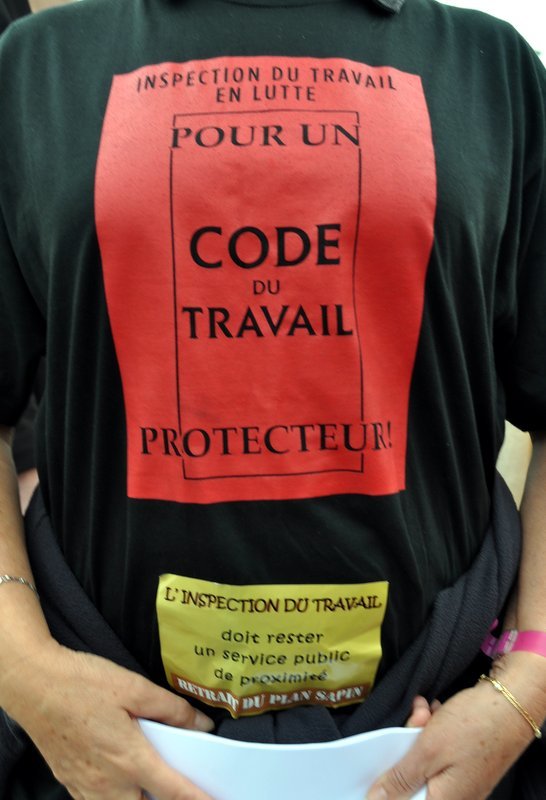 INSPECTION DU TRAVAIL
EN LUTTE
POUR UN
CODE
DU
TRAVAIL
PROTECTEUR!
L'INSPECTION DU TRAVAIL
doit rester
un service public
de proximité
RETRAIT DU PLAN SAPIN